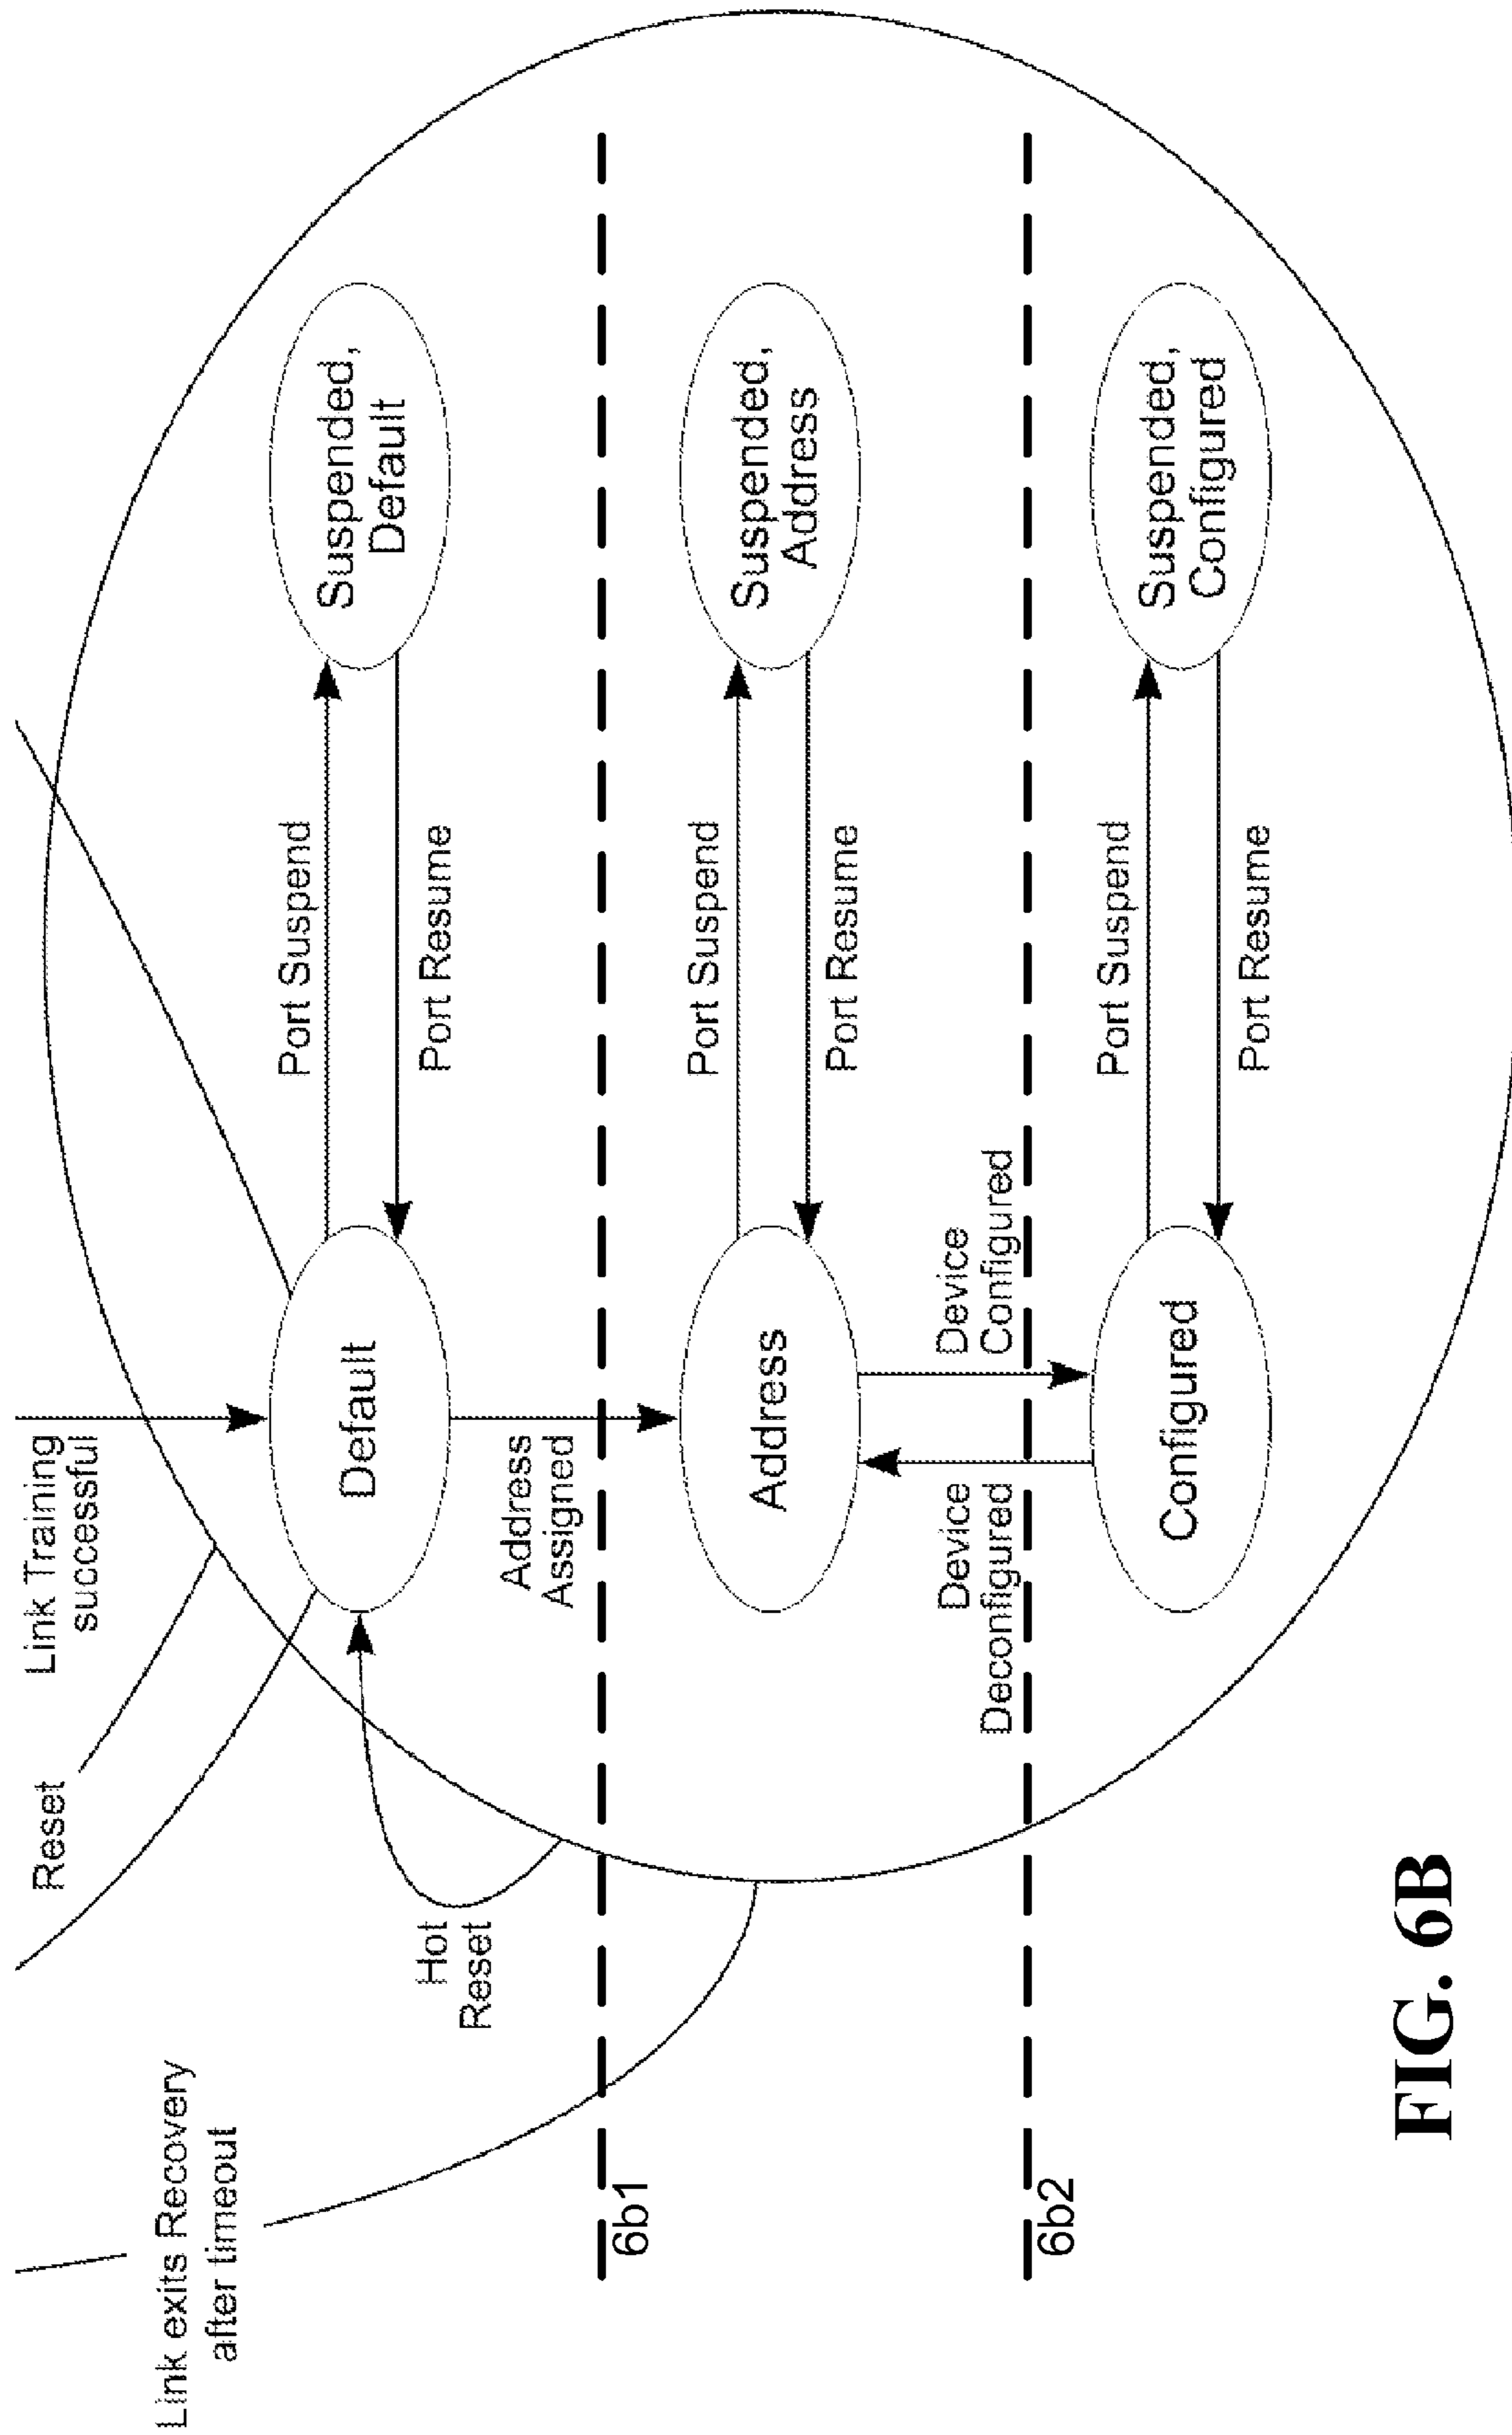 Link exits Recovery
after timeout
Reset
Link Training
successful
Hot
Reset
Default
Port Suspend
Port Resume
Suspended,
Default
Address
Assigned
6b1
Address
Port Suspend
Port Resume
Suspended,
Address
Device
Deconfigured
Device
Configured
6b2
Configured
Port Suspend
Port Resume
Suspended,
Configured
FIG. 6B